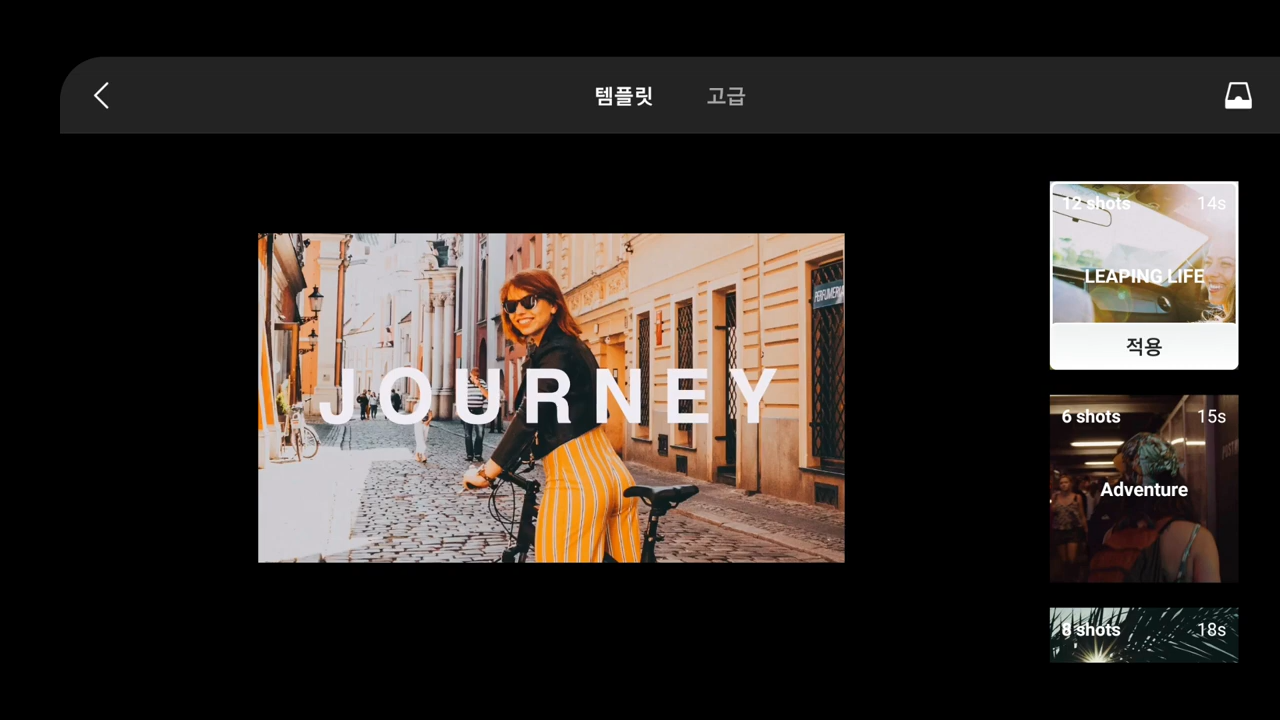 템플릿 고급
12 shots 14s
LEAPING LIFE
적용
JOURNEY
6 shots 15s
Adventure
8 shots 18s